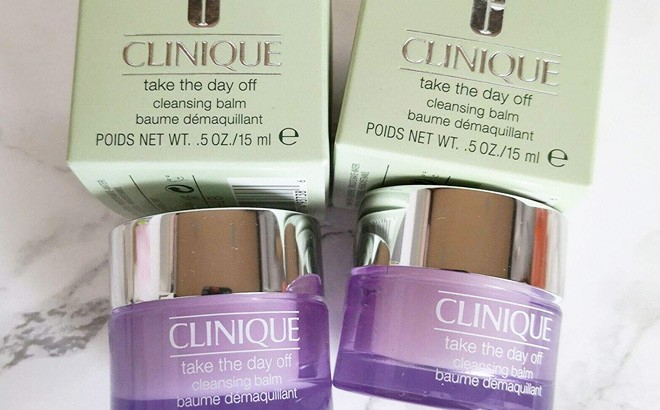 CLINIQUE
take the day off
cleansing balm
baume démaquillant
POIDS NET WT. .5 OZ./15 ml e
CLINIQUE
take the day off
cleansing balm
baume démaquillant
POIDS NET WT. .5 OZ./15 ml e
CLINIQUE
take the day off
cleansing balm
baume démaquillant
CLINIQUE
take the day off
cleansing balm
baume démaquillant